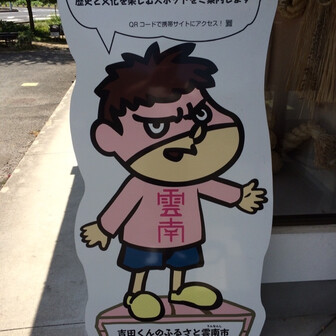 歴史と文化を楽しむスポットをご案内します
QRコードで携帯サイトにアクセス!
雲
南
吉田くんのふるさと雲南市